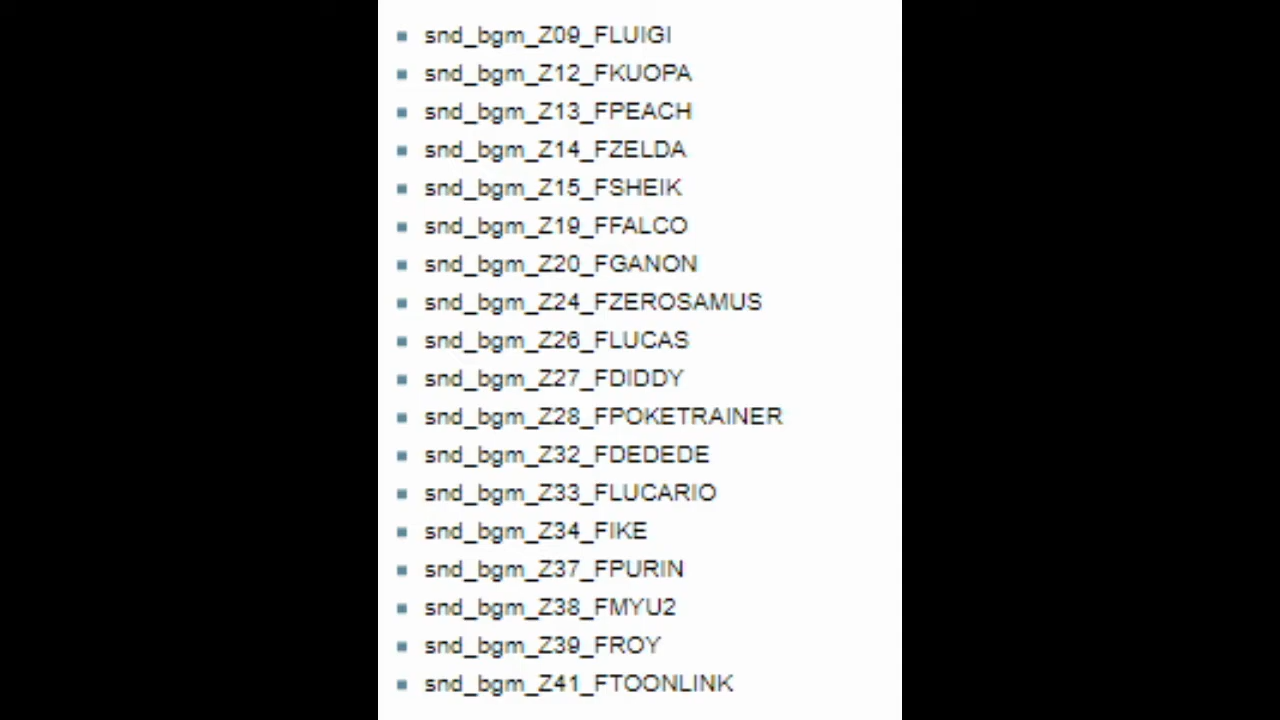 snd_bgm_Z09_FLUIGI
snd_bgm_Z12_FKUOPA
snd_bgm_Z13_FPEACH
snd_bgm_Z14_FZELDA
snd_bgm_Z15_FSHEIK
snd_bgm_Z19_FFALCO
snd_bgm_Z20_FGANON
snd_bgm_Z24_FZEROSAMUS
snd_bgm_Z26_FLUCAS
snd_bgm_Z27_FDIDDY
snd_bgm_Z28_FPOKETRAINER
snd_bgm_Z32_FDEDEDE
snd_bgm_Z33_FLUCARIO
snd_bgm_Z34_FIKE
snd_bgm_Z37_FPURIN
snd_bgm_Z38_FMYU2
snd_bgm_Z39_FROY
snd_bgm_Z41_FTOONLINK